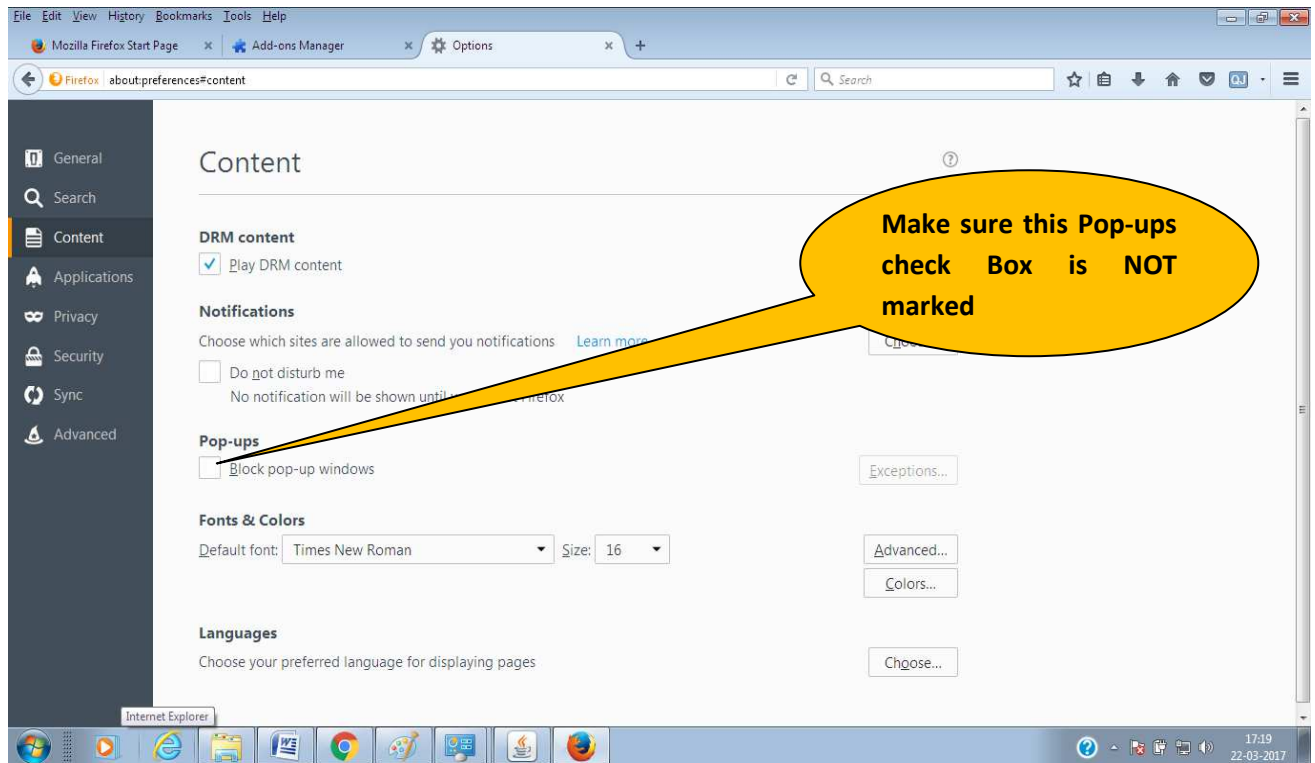 File Edit View History Bookmarks Tools Help
Mozilla Firefox Start Page × Add-ons Manager × Options × +
Firefox about:preferences#content Search QJ
General
Search
Content
Applications
Privacy
Security
Sync
Advanced
Content
?
DRM content
Play DRM content
Notifications
Choose which sites are allowed to send you notifications Learn more
Do not disturb me
No notification will be shown until
Pop-ups
Block pop-up windows Exceptions...
Fonts & Colors
Default font: Times New Roman Size: 16 Advanced...
Colors...
Languages
Choose your preferred language for displaying pages Choose...
Make sure this Pop-ups
check Box is NOT
marked
Internet Explorer
17:19
22-03-2017